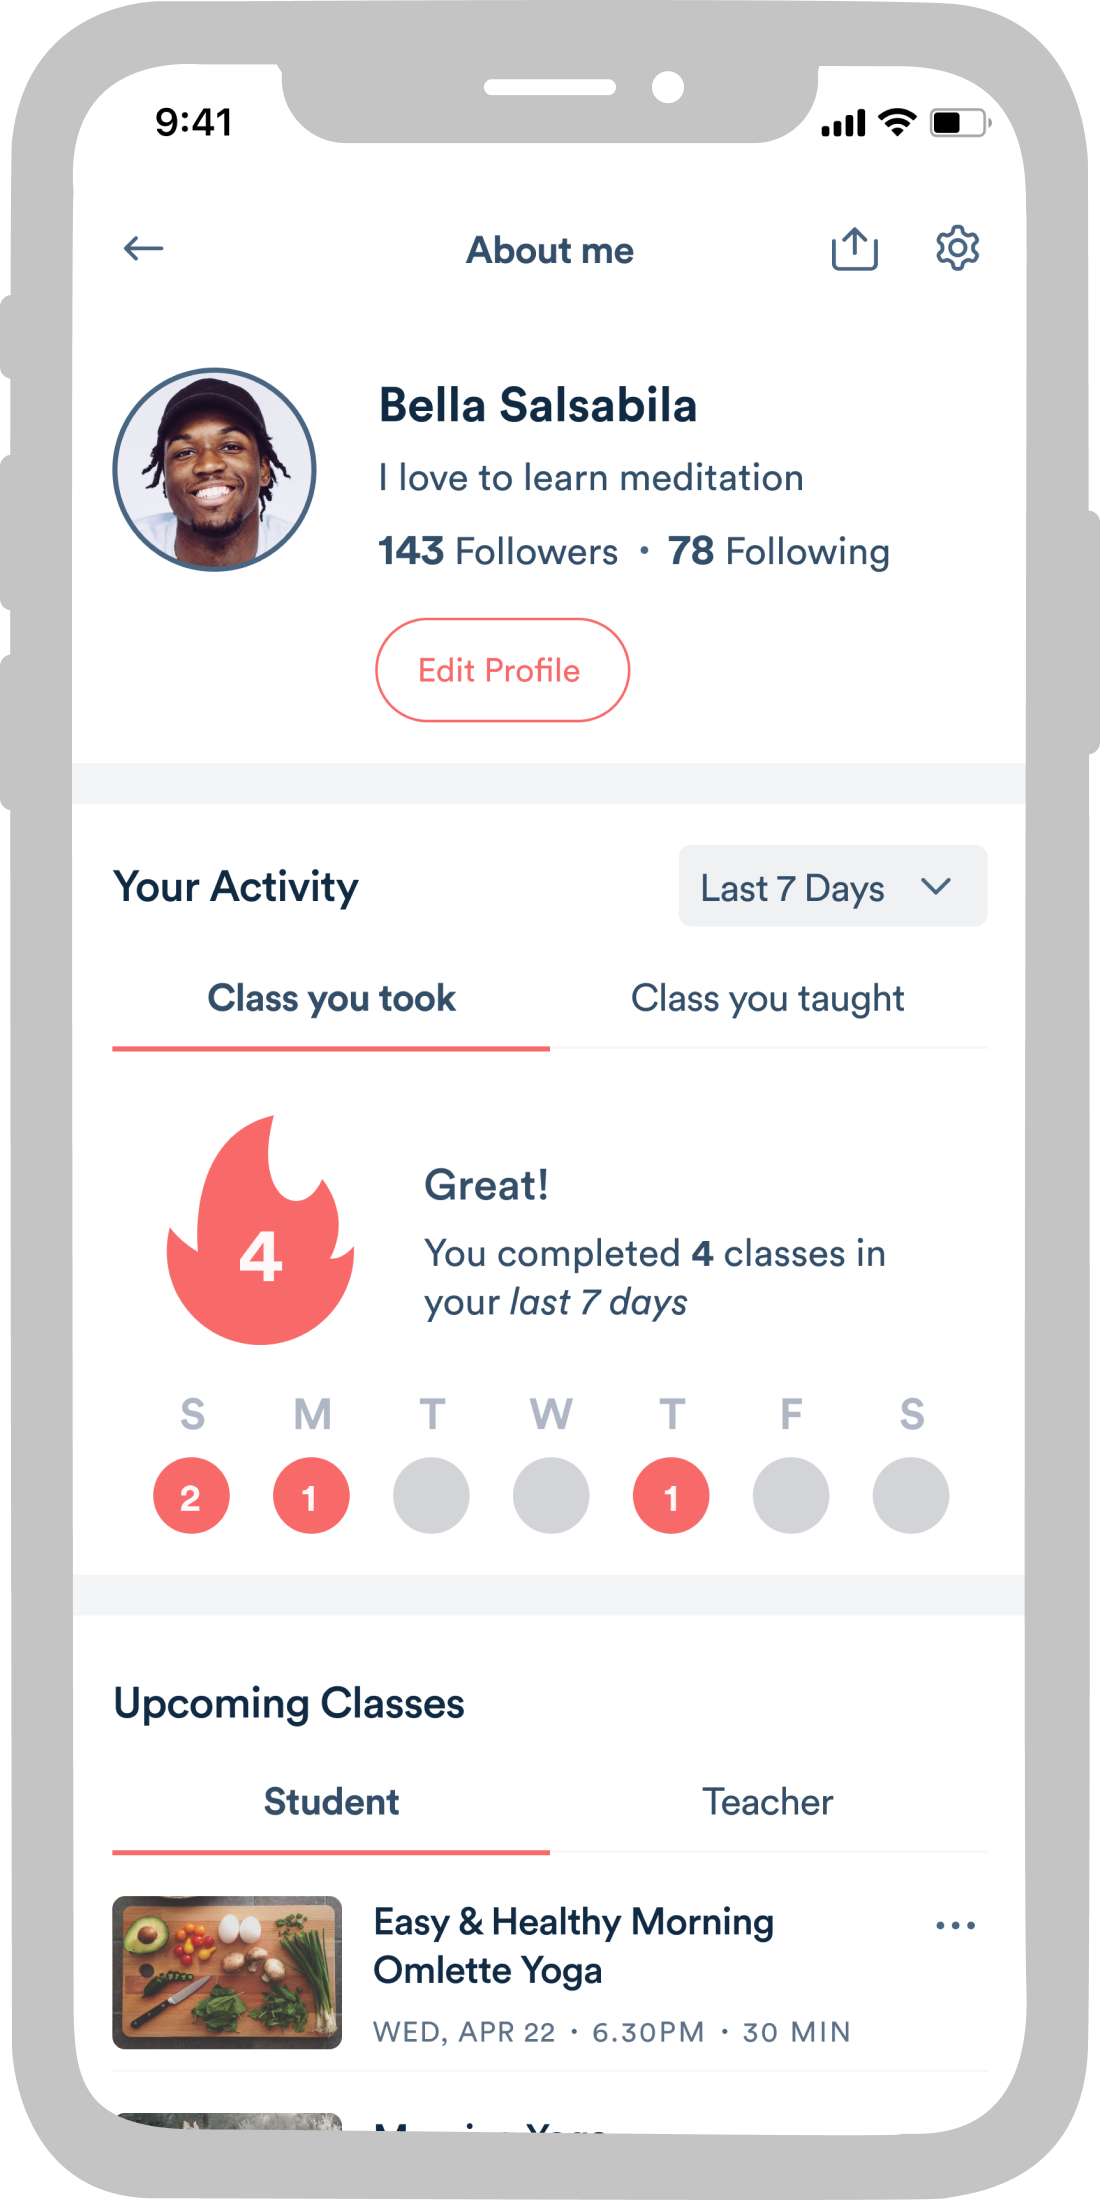 9:41
About me
Bella Salsabila
I love to learn meditation
143 Followers • 78 Following
Edit Profile
Your Activity
Last 7 Days
Class you took
Class you taught
4
Great!
You completed 4 classes in
your last 7 days
S M T W T F S
2 1 1
Upcoming Classes
Student
Teacher
Easy & Healthy Morning
Omlette Yoga
WED, APR 22 • 6.30PM • 30 MIN